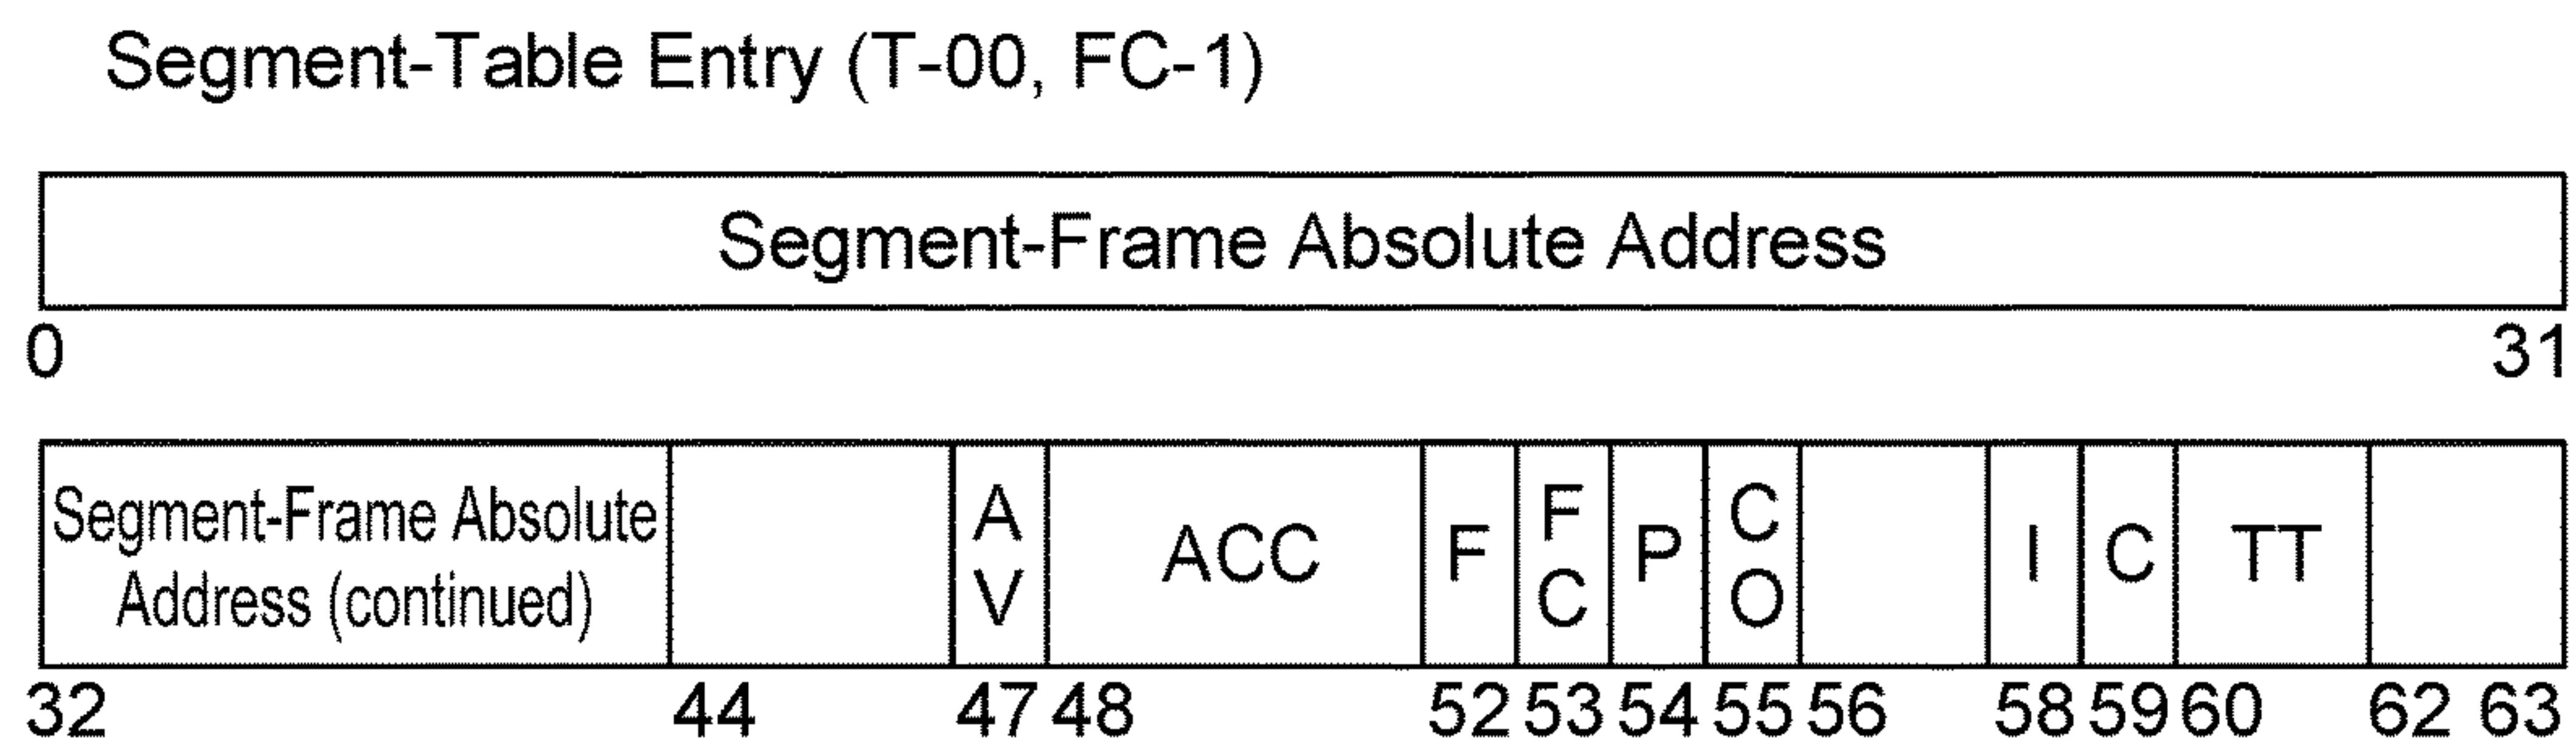 Segment-Table Entry (T-00, FC-1)
Segment-Frame Absolute Address
0 31
Segment-Frame Absolute
Address (continued)
A
V
ACC
F
F
C
P
C
O
I
C
TT
32 44 47 48 52 53 54 55 56 58 59 60 62 63